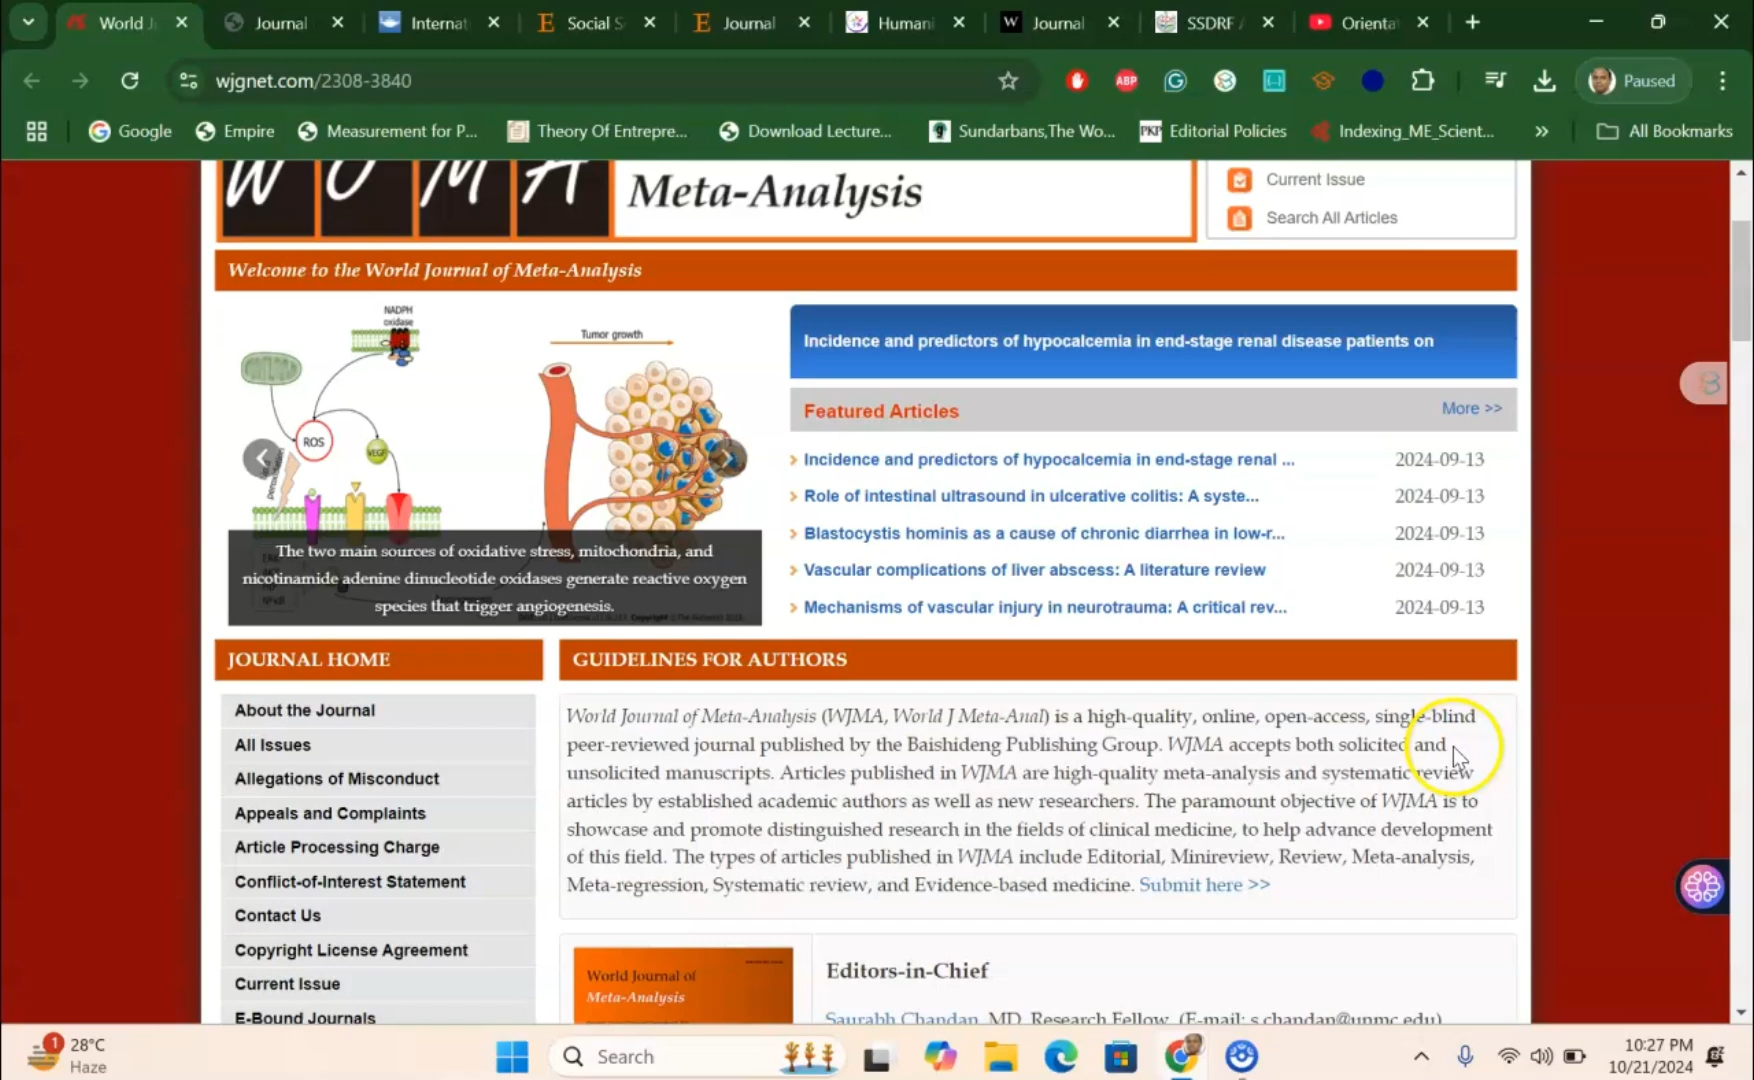 World J
Journal
Internat
Social S
Journal
Humani
Journal
SSDRF /
Orienta
wjgnet.com/2308-3840
ABP
Paused
Google
Empire
Measurement for P...
Theory Of Entrepre...
Download Lecture...
Sundarbans,The Wo...
PKP Editorial Policies
Indexing_ME_Scient...
All Bookmarks
W J M A
Meta-Analysis
Current Issue
Search All Articles
Welcome to the World Journal of Meta-Analysis
NADPH
oxidase
Tumor growth
ROS
VEGF
The two main sources of oxidative stress, mitochondria, and
nicotinamide adenine dinucleotide oxidases generate reactive oxygen
species that trigger angiogenesis.
Incidence and predictors of hypocalcemia in end-stage renal disease patients on
Featured Articles
More >>
Incidence and predictors of hypocalcemia in end-stage renal ... 2024-09-13
Role of intestinal ultrasound in ulcerative colitis: A syste... 2024-09-13
Blastocystis hominis as a cause of chronic diarrhea in low-r... 2024-09-13
Vascular complications of liver abscess: A literature review 2024-09-13
Mechanisms of vascular injury in neurotrauma: A critical rev... 2024-09-13
JOURNAL HOME
About the Journal
All Issues
Allegations of Misconduct
Appeals and Complaints
Article Processing Charge
Conflict-of-Interest Statement
Contact Us
Copyright License Agreement
Current Issue
E-Bound Journals
GUIDELINES FOR AUTHORS
World Journal of Meta-Analysis (WJMA, World J Meta-Anal) is a high-quality, online, open-access, single-blind
peer-reviewed journal published by the Baishideng Publishing Group. WJMA accepts both solicited and
unsolicited manuscripts. Articles published in WJMA are high-quality meta-analysis and systematic review
articles by established academic authors as well as new researchers. The paramount objective of WJMA is to
showcase and promote distinguished research in the fields of clinical medicine, to help advance development
of this field. The types of articles published in WJMA include Editorial, Minireview, Review, Meta-analysis,
Meta-regression, Systematic review, and Evidence-based medicine. Submit here >>
World Journal of
Meta-Analysis
Editors-in-Chief
Saurabh Chandan, MD, Research Fellow, (E-mail: s.chandan@unmc.edu)
1
28°C
Haze
Search
10:27 PM
10/21/2024